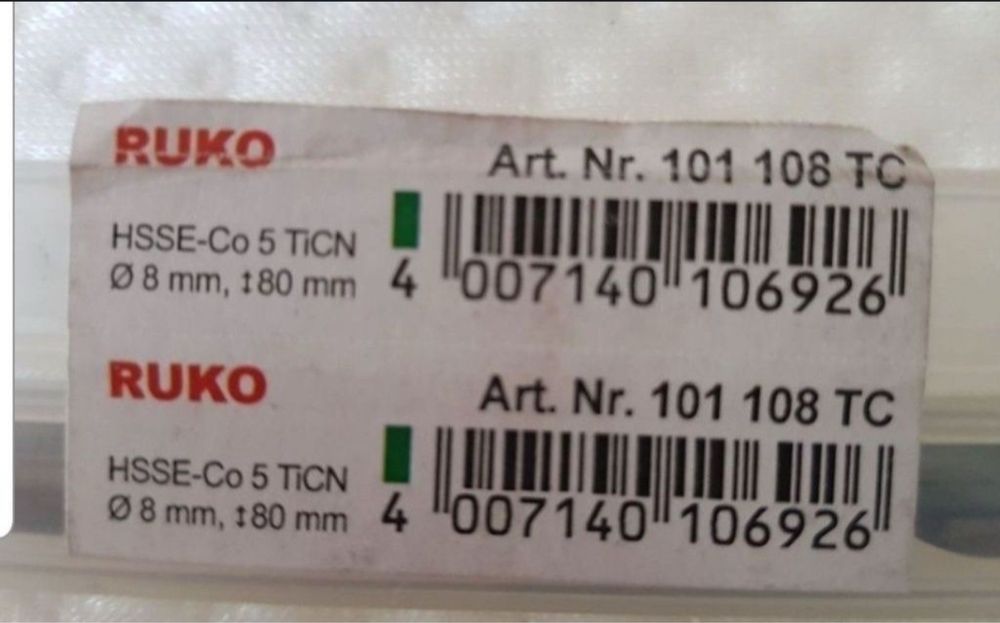 RUKO
Art. Nr. 101 108 TC
HSSE-Co 5 TiCN
Ø 8 mm, ↕80 mm
4 007140 106926
RUKO
Art. Nr. 101 108 TC
HSSE-Co 5 TiCN
Ø 8 mm, ↕80 mm
4 007140 106926